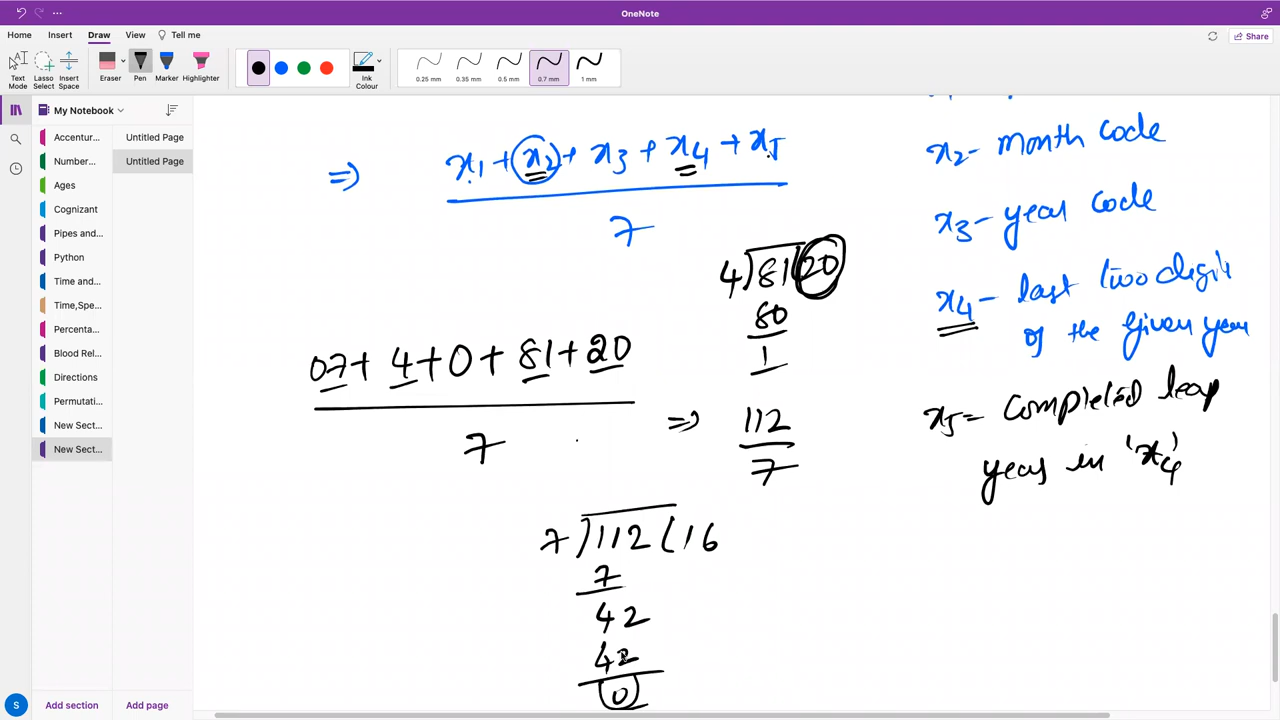 OneNote
Home Insert Draw View Tell me
Share
Text Mode
Lasso Select
Insert Space
Eraser
Pen
Marker
Highlighter
Ink Colour
0.25 mm 0.35 mm 0.5 mm 0.7 mm 1 mm
My Notebook
Accentur...
Number...
Ages
Cognizant
Pipes and...
Python
Time and...
Time,Spe...
Percenta...
Blood Rel...
Directions
Permutati...
New Sect...
New Sect...
Untitled Page
Untitled Page
S
Add section
Add page
=> x1 + x2 + x3 + x4 + x5
7
4)81(20
80
1
07+ 4+0+81+20
7
=> 112
7
7)112(16
7
42
42
0
x2- month code
x3- year code
x4- last two digits
of the given year
x5= completed leap
years in 'x4'